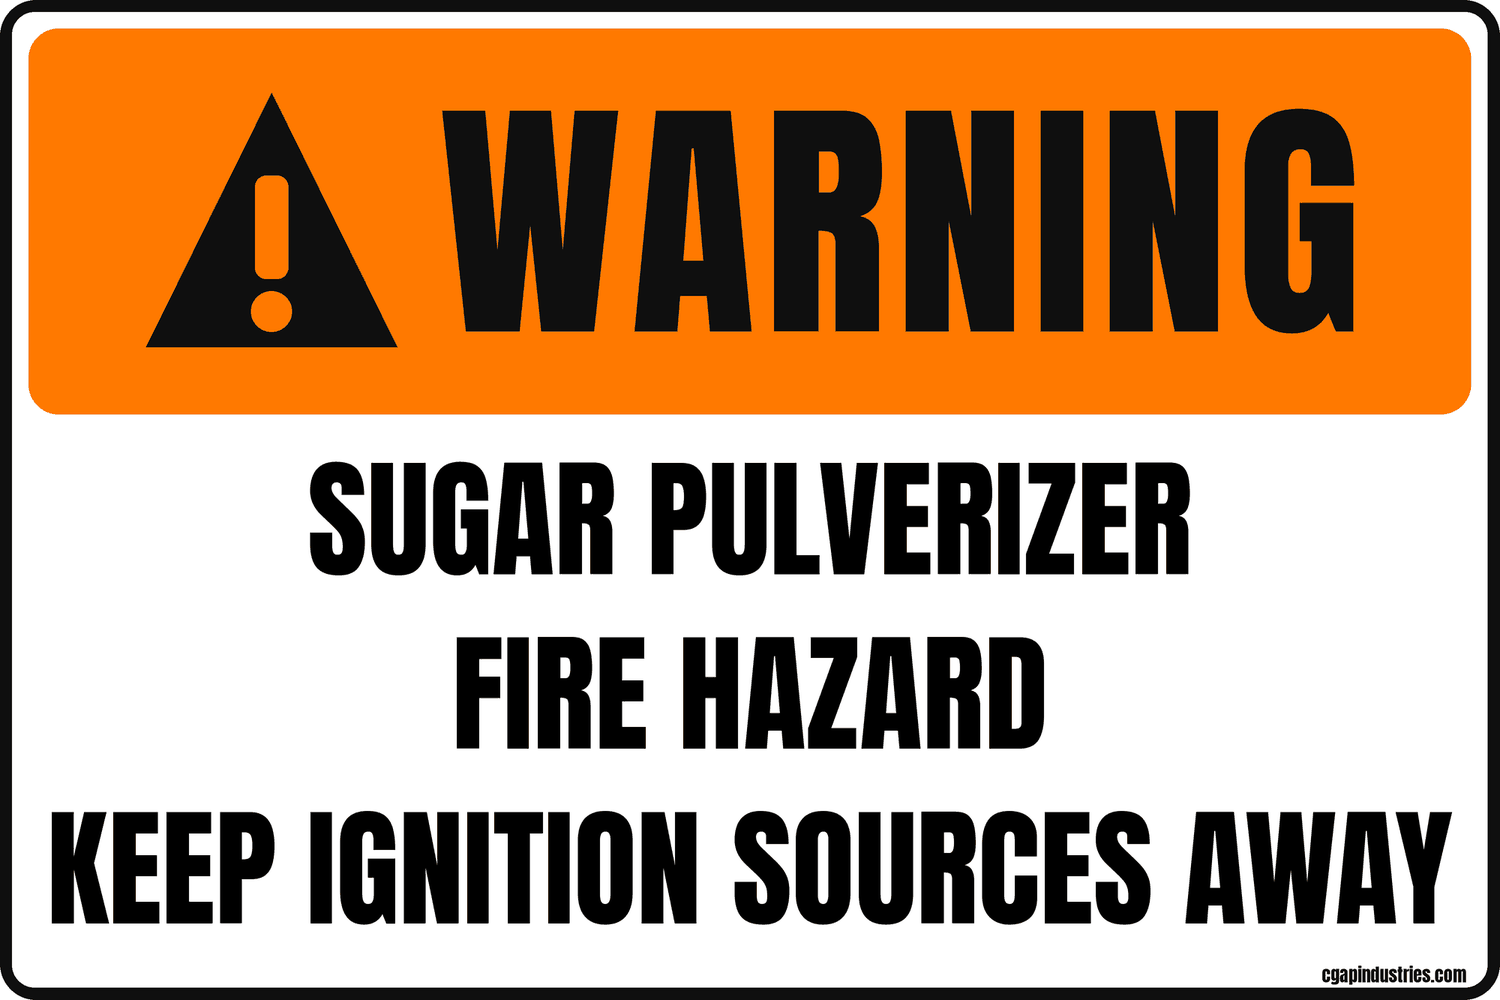 WARNING
SUGAR PULVERIZER
FIRE HAZARD
KEEP IGNITION SOURCES AWAY
cgapindustries.com